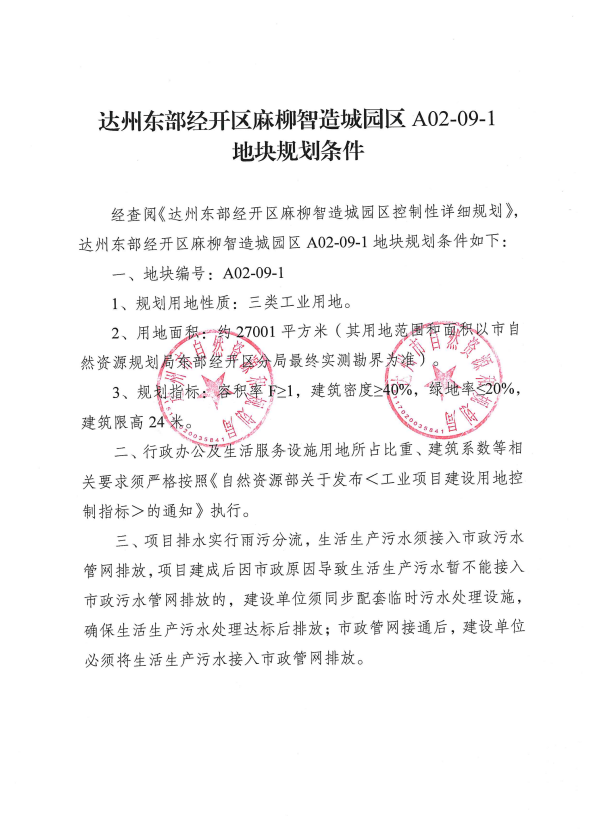 达州东部经开区麻柳智造城园区 A02-09-1
地块规划条件
经查阅《达州东部经开区麻柳智造城园区控制性详细规划》，
达州东部经开区麻柳智造城园区 A02-09-1 地块规划条件如下：
一、地块编号：A02-09-1
1、规划用地性质：三类工业用地。
2、用地面积：约 27001 平方米（其用地范围和面积以市自
然资源规划局东部经开区分局最终实测勘界为准）。
3、规划指标：容积率 F≥1，建筑密度≥40%，绿地率≤20%，
建筑限高 24 米。
二、行政办公及生活服务设施用地所占比重、建筑系数等相
关要求须严格按照《自然资源部关于发布＜工业项目建设用地控
制指标＞的通知》执行。
三、项目排水实行雨污分流，生活生产污水须接入市政污水
管网排放，项目建成后因市政原因导致生活生产污水暂不能接入
市政污水管网排放的，建设单位须同步配套临时污水处理设施，
确保生活生产污水处理达标后排放；市政管网接通后，建设单位
必须将生活生产污水接入市政管网排放。